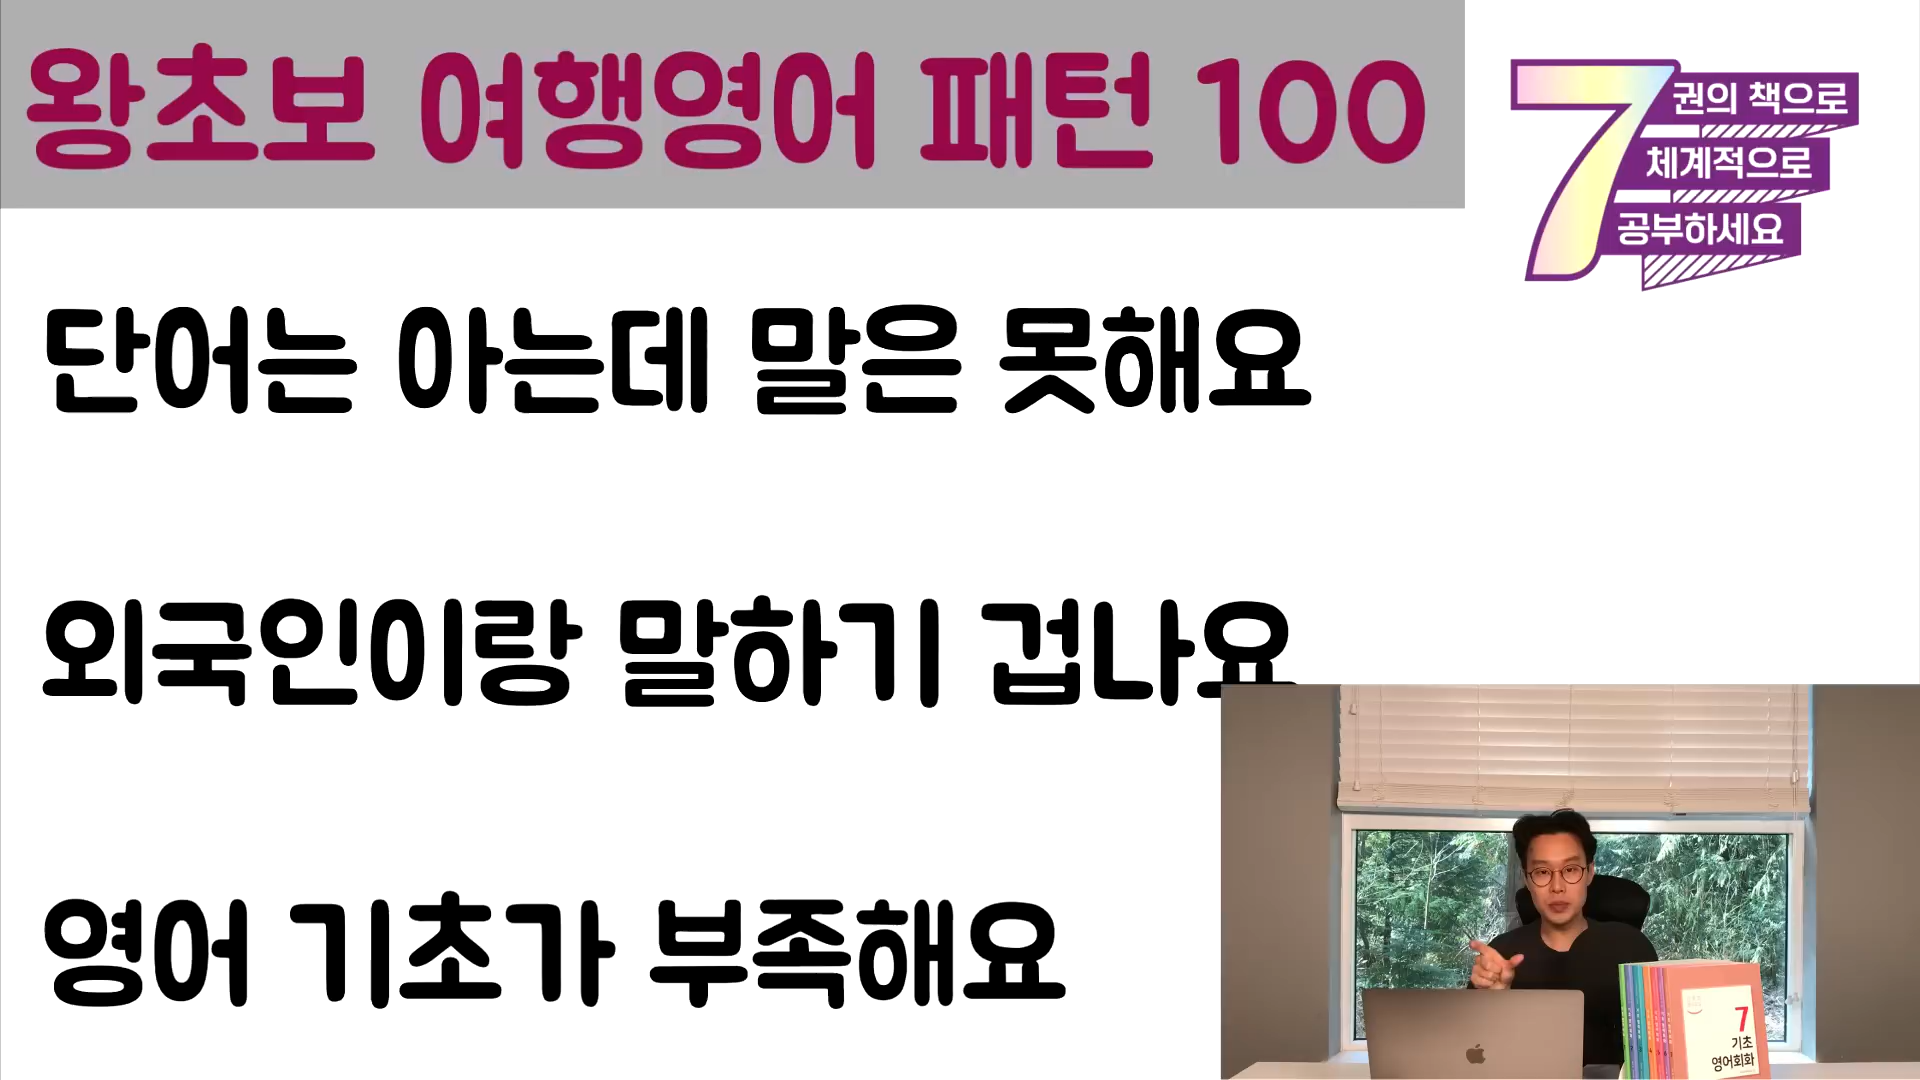 왕초보 여행영어 패턴 100
7
권의 책으로
체계적으로
공부하세요
단어는 아는데 말은 못해요
외국인이랑 말하기 겁나요
영어 기초가 부족해요
7
기초
영어회화